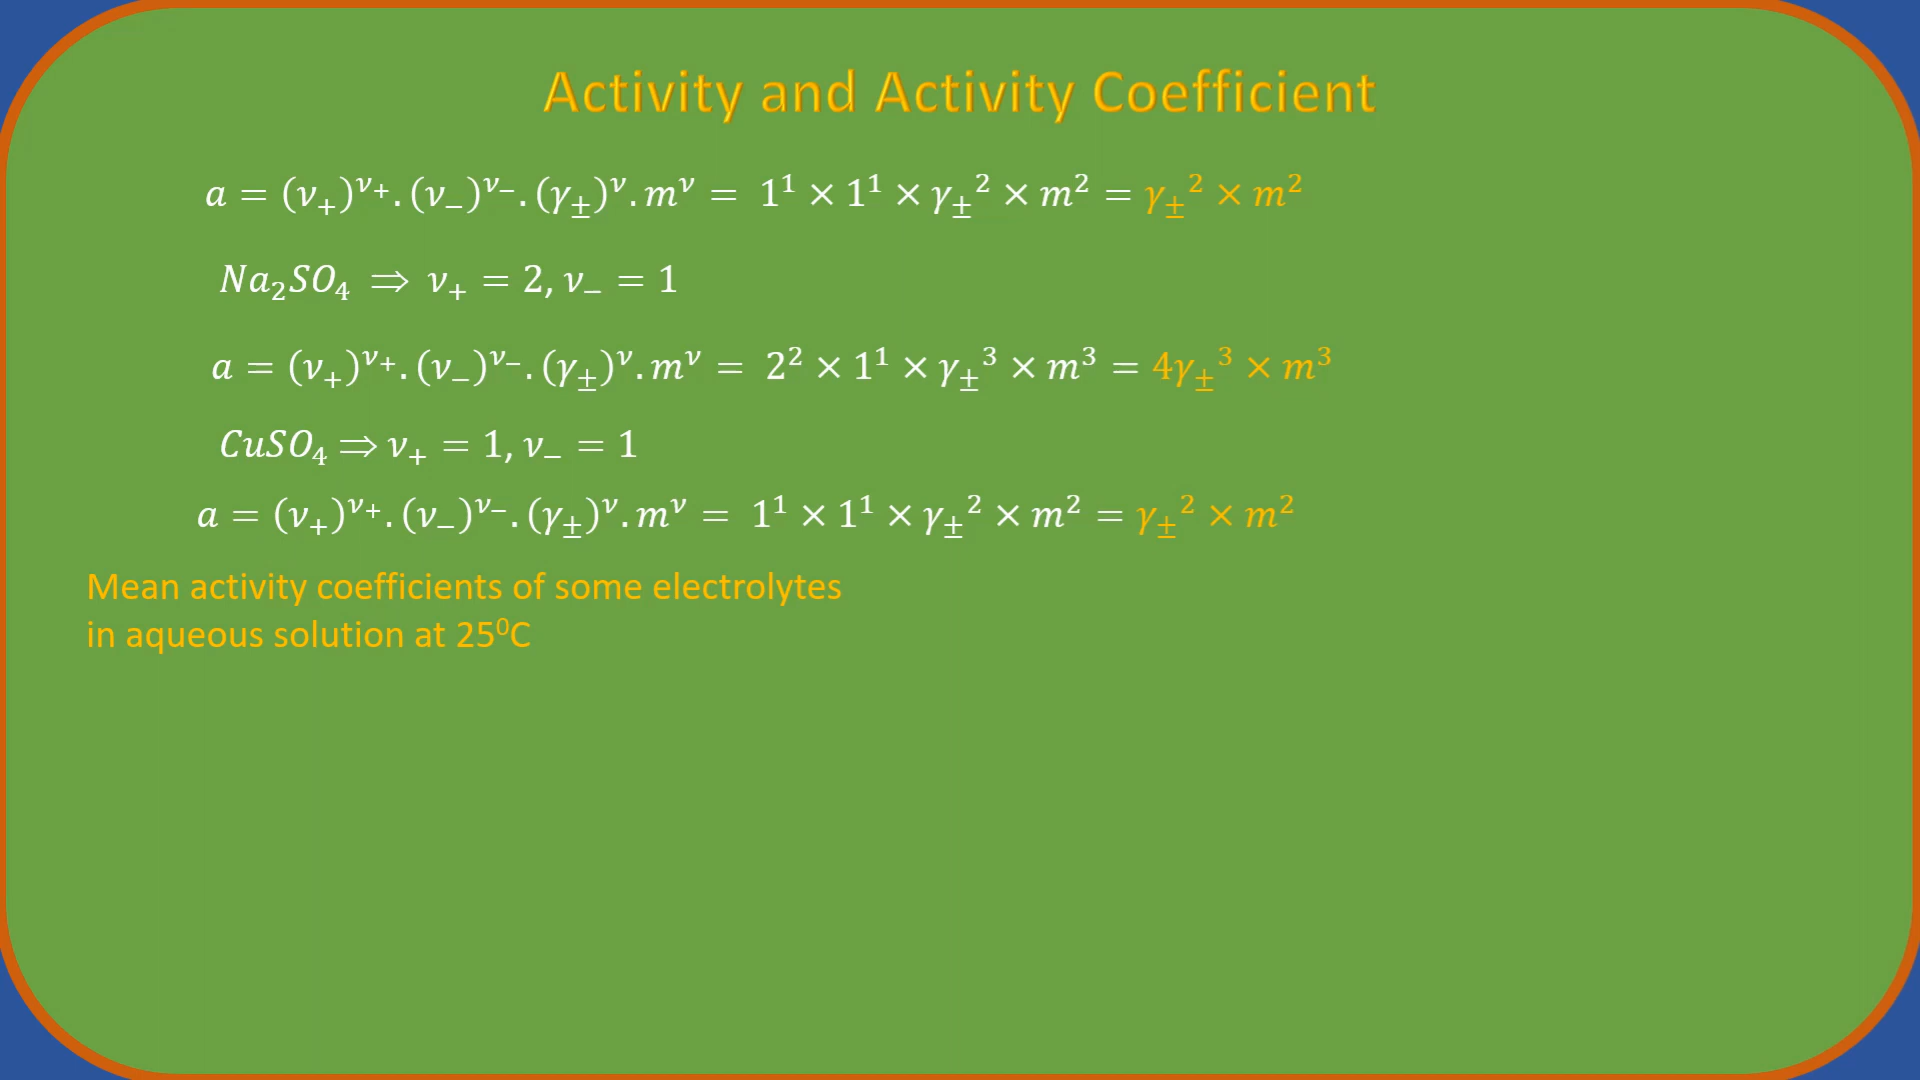 Activity and Activity Coefficient
a = (ν₊)^ν₊.(ν₋)^ν₋.(γ±)^ν.m^ν = 1¹ × 1¹ × γ±² × m² = γ±² × m²
Na₂SO₄ ⟹ ν₊ = 2, ν₋ = 1
a = (ν₊)^ν₊.(ν₋)^ν₋.(γ±)^ν.m^ν = 2² × 1¹ × γ±³ × m³ = 4γ±³ × m³
CuSO₄ ⟹ ν₊ = 1, ν₋ = 1
a = (ν₊)^ν₊.(ν₋)^ν₋.(γ±)^ν.m^ν = 1¹ × 1¹ × γ±² × m² = γ±² × m²
Mean activity coefficients of some electrolytes
in aqueous solution at 25⁰C